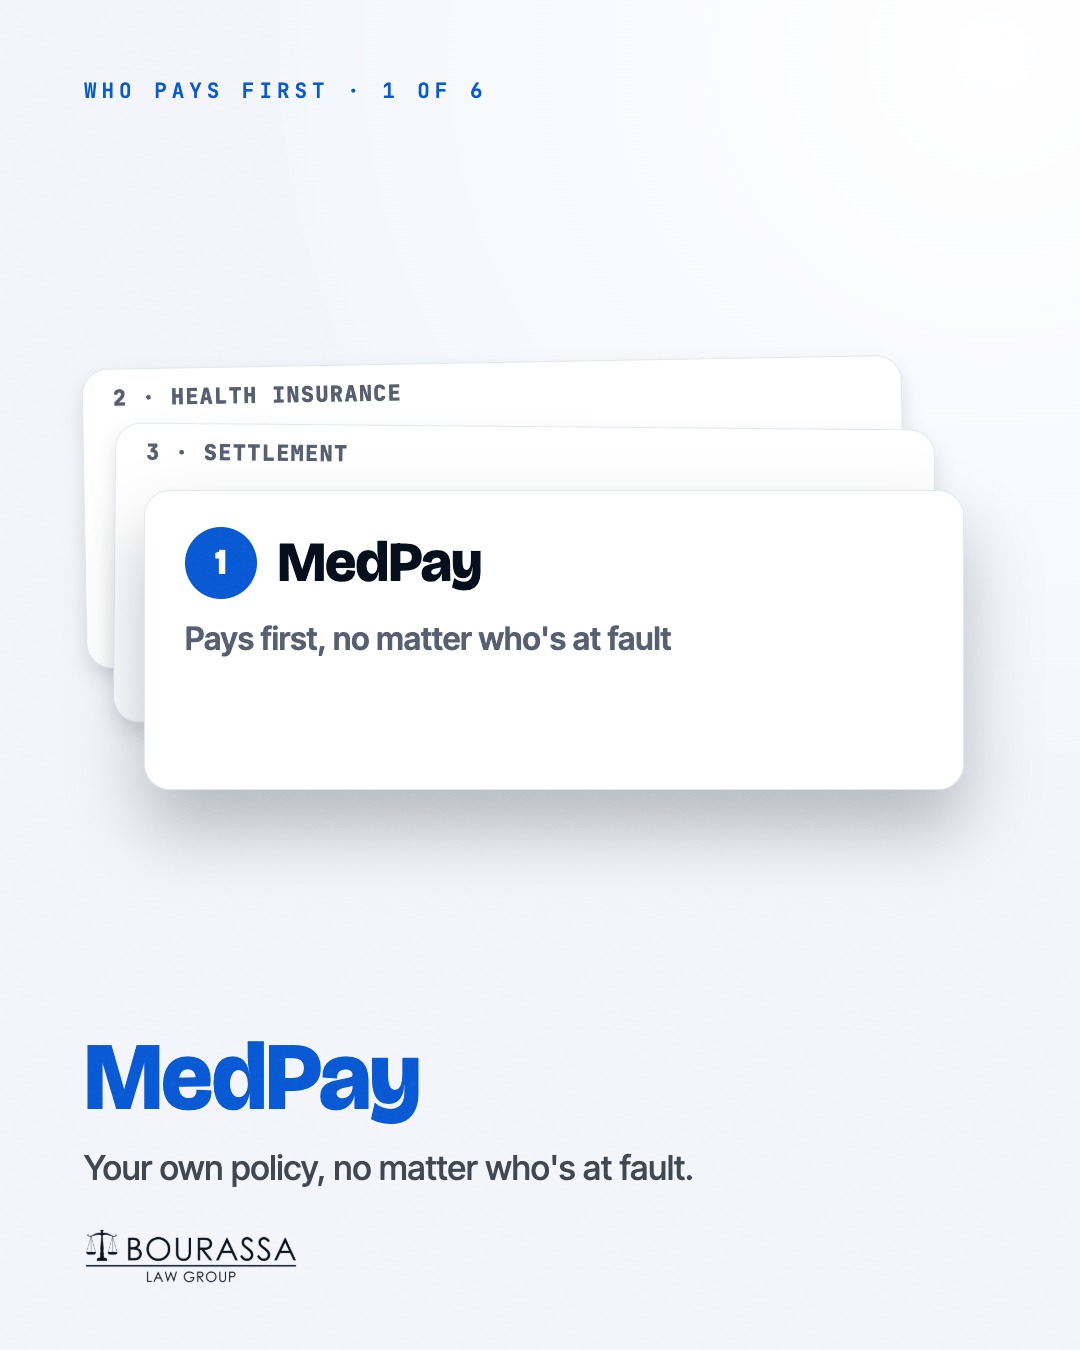 WHO PAYS FIRST · 1 OF 6
2 · HEALTH INSURANCE
3 · SETTLEMENT
1 MedPay
Pays first, no matter who's at fault
MedPay
Your own policy, no matter who's at fault.
BOURASSA
LAW GROUP